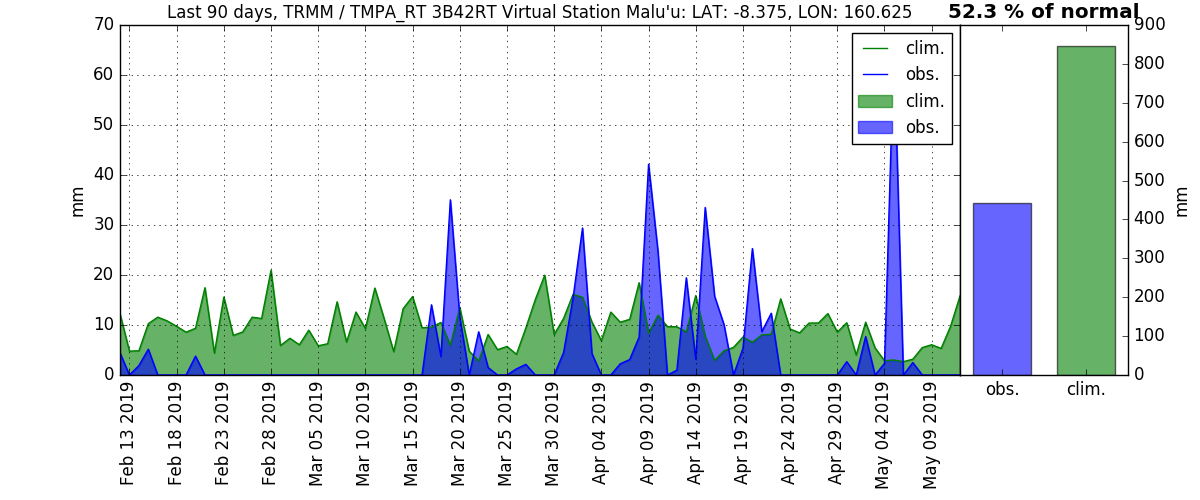 Last 90 days, TRMM / TMPA_RT 3B42RT Virtual Station Malu'u: LAT: -8.375, LON: 160.625
52.3 % of normal
70
60
50
40
30
20
10
0
mm
clim.
obs.
clim.
obs.
900
800
700
600
500
400
300
200
100
0
mm
Feb 13 2019
Feb 18 2019
Feb 23 2019
Feb 28 2019
Mar 05 2019
Mar 10 2019
Mar 15 2019
Mar 20 2019
Mar 25 2019
Mar 30 2019
Apr 04 2019
Apr 09 2019
Apr 14 2019
Apr 19 2019
Apr 24 2019
Apr 29 2019
May 04 2019
May 09 2019
obs.
clim.